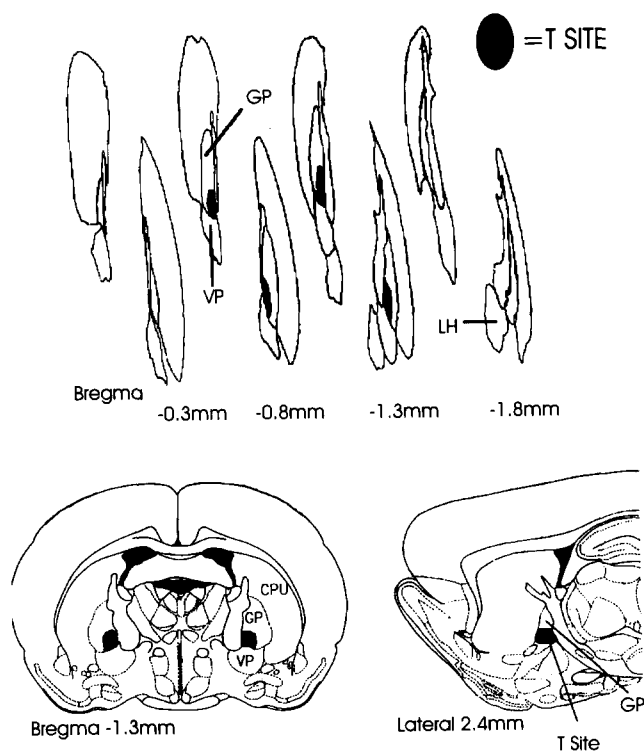 =T SITE
GP
VP
LH
Bregma
-0.3mm
-0.8mm
-1.3mm
-1.8mm
CPU
GP
VP
Bregma -1.3mm
Lateral 2.4mm
GP
T Site